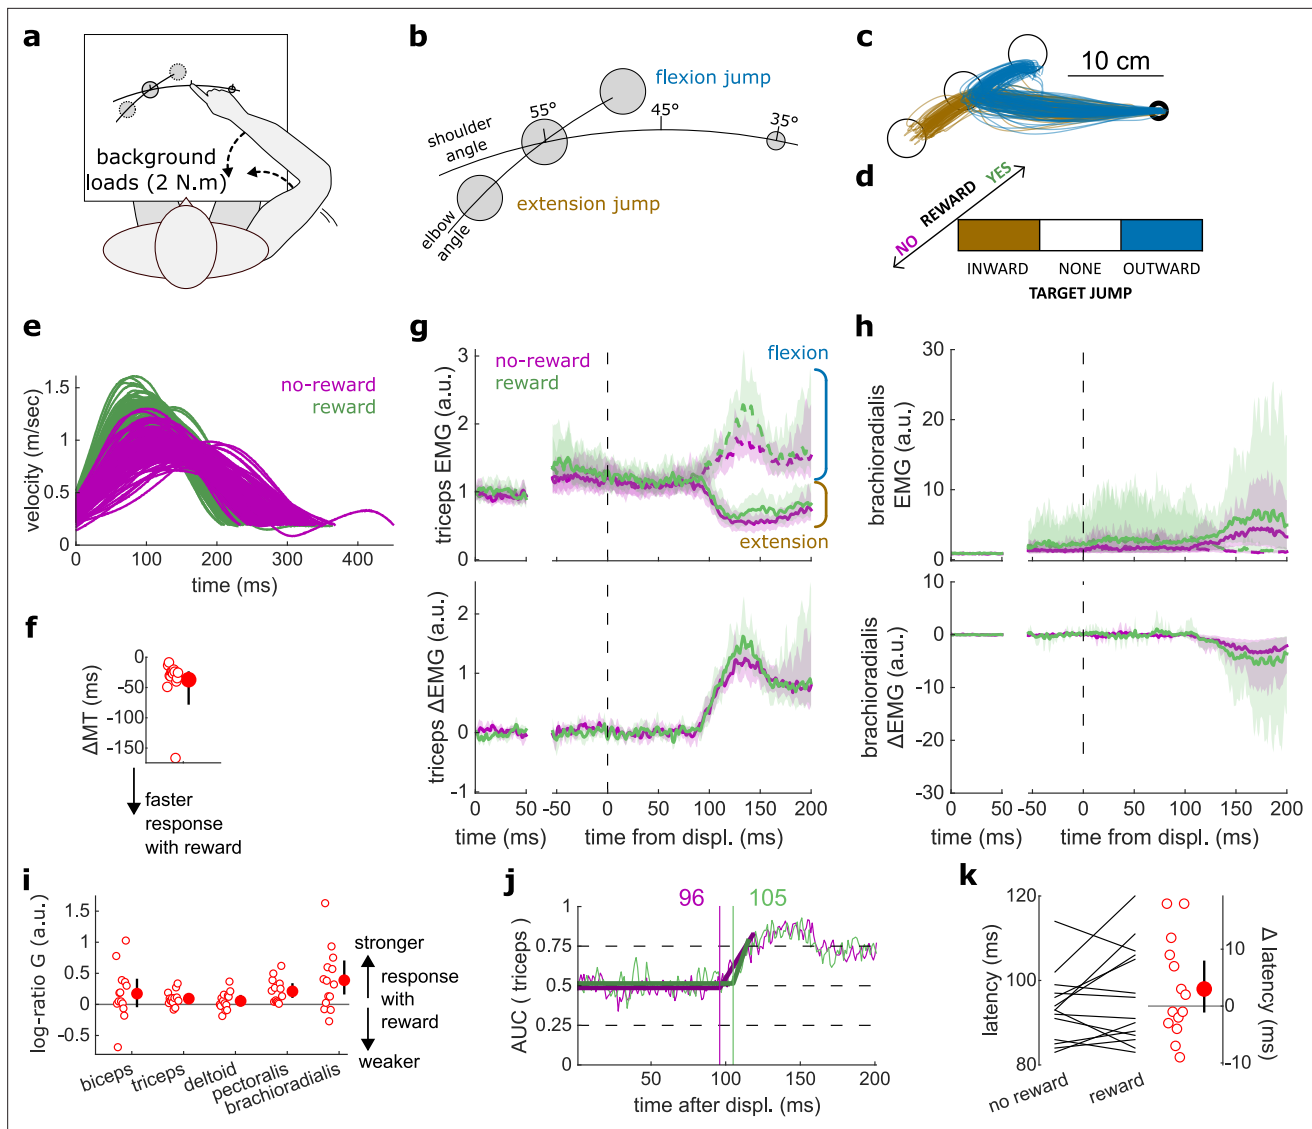 a
background
loads (2 N.m)
b
flexion jump
55°
45°
35°
shoulder
angle
elbow
angle
extension jump
c
10 cm
d
NO REWARD YES
INWARD NONE OUTWARD
TARGET JUMP
e
no-reward
reward
velocity (m/sec)
1.5
1
0.5
0
0 100 200 300 400
time (ms)
f
ΔMT (ms)
0
-50
-100
-150
faster
response
with reward
g
no-reward
reward
flexion
extension
triceps EMG (a.u.)
3
2
1
0
triceps ΔEMG (a.u.)
2
1
0
-1
0 50 -50 0 50 100 150 200
time (ms) time from displ. (ms)
h
brachioradialis
EMG (a.u.)
30
20
10
0
brachioradialis
ΔEMG (a.u.)
10
0
-10
-20
-30
0 50 -50 0 50 100 150 200
time (ms) time from displ. (ms)
i
log-ratio G (a.u.)
1.5
1
0.5
0
-0.5
biceps
triceps
deltoid
pectoralis
brachioradialis
stronger
response
with
reward
weaker
j
96 105
AUC ( triceps )
1
0.75
0.5
0.25
0
50 100 150 200
time after displ. (ms)
k
latency (ms)
120
100
80
no reward
reward
10
0
-10
Δ latency (ms)